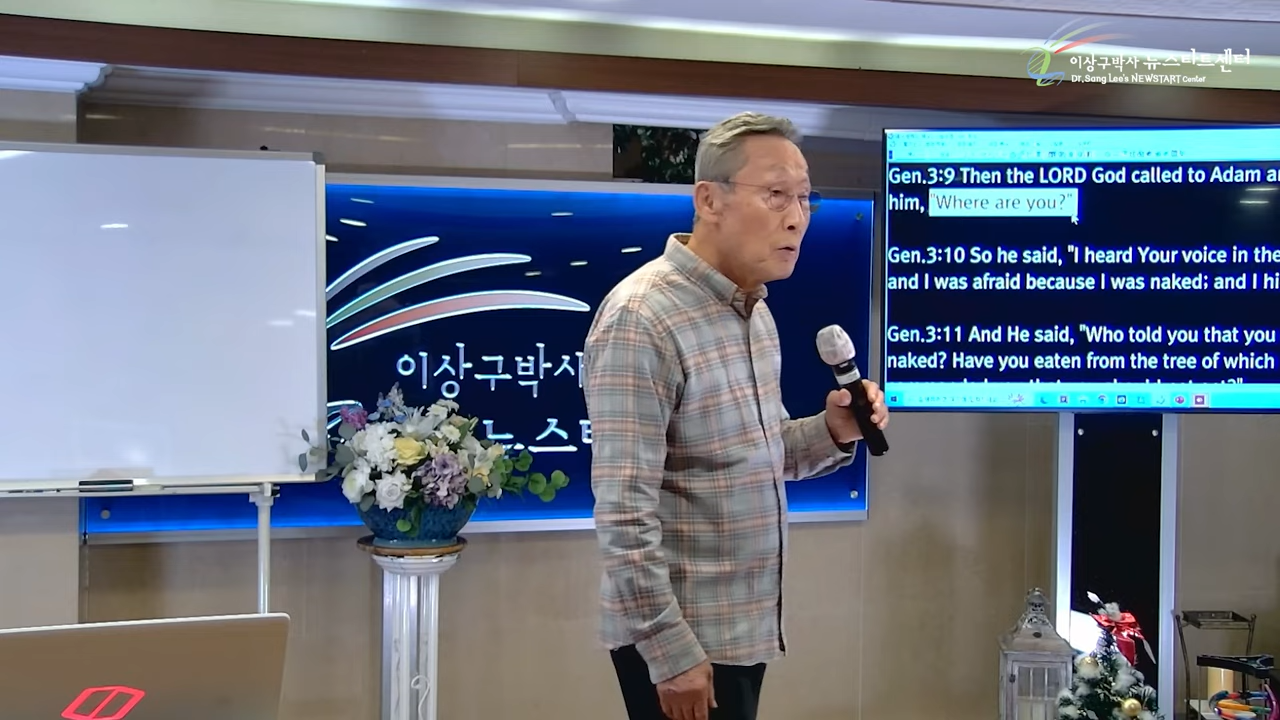 이상구박사 뉴스타트센터
Dr. Sang Lee's NEWSTART Center
Gen.3:9 Then the LORD God called to Adam
him, "Where are you?"
Gen.3:10 So he said, "I heard Your voice in the
and I was afraid because I was naked; and I
Gen.3:11 And He said, "Who told you that you
naked? Have you eaten from the tree of which
이상구박사
뉴스